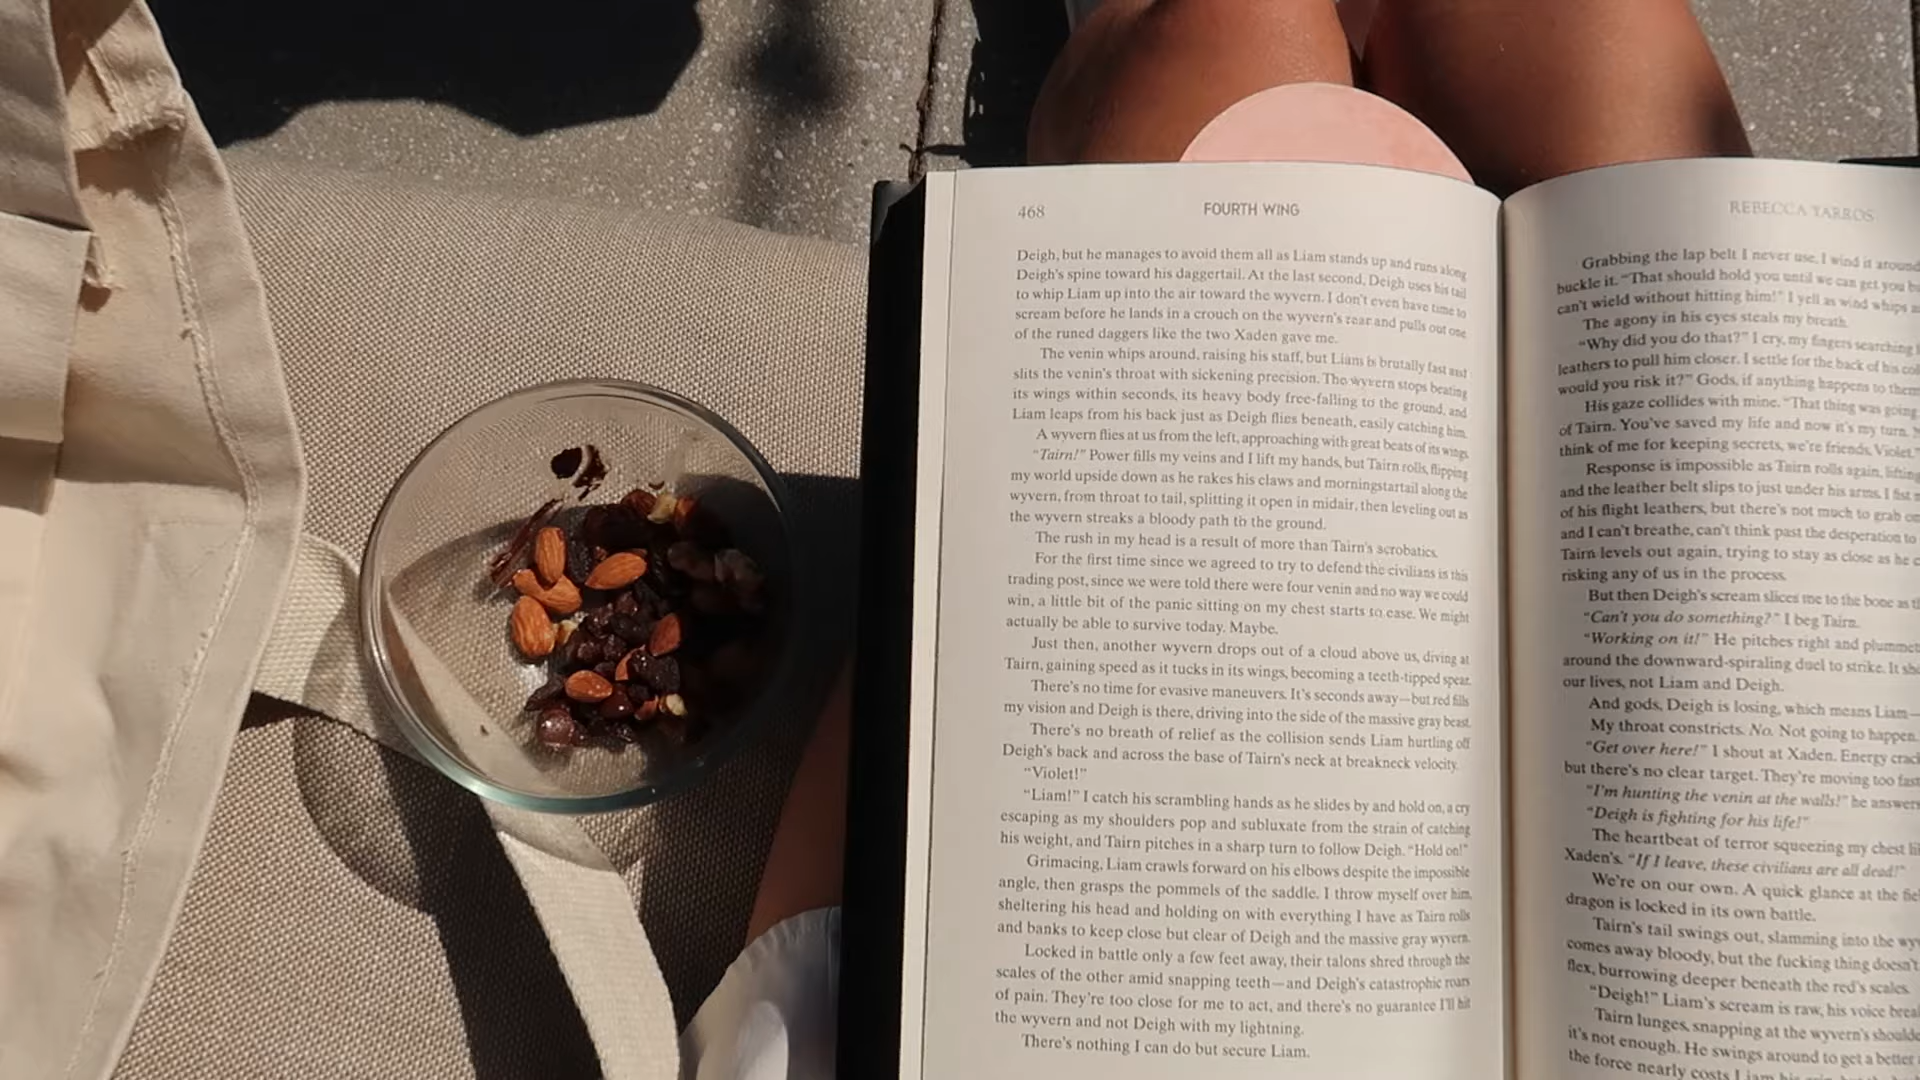 468
FOURTH WING
Deigh, but he manages to avoid them all as Liam stands up and runs along
Deigh's spine toward his daggertail. At the last second, Deigh uses his tail
to whip Liam up into the air toward the wyvern. I don't even have time to
scream before he lands in a crouch on the wyvern's rear and pulls out one
of the runed daggers like the two Xaden gave me.
The venin whips around, raising his staff, but Liam is brutally fast and
slits the venin's throat with sickening precision. The wyvern stops beating
its wings within seconds, its heavy body free-falling to the ground, and
Liam leaps from his back just as Deigh flies beneath, easily catching him.
A wyvern flies at us from the left, approaching with great beats of its wings.
"Tairn!" Power fills my veins and I lift my hands, but Tairn rolls, flipping
my world upside down as he rakes his claws and morningstartail along the
wyvern, from throat to tail, splitting it open in midair, then leveling out as
the wyvern streaks a bloody path to the ground.
The rush in my head is a result of more than Tairn's acrobatics.
For the first time since we agreed to try to defend the civilians in this
trading post, since we were told there were four venin and no way we could
win, a little bit of the panic sitting on my chest starts to ease. We might
actually be able to survive today. Maybe.
Just then, another wyvern drops out of a cloud above us, diving at
Tairn, gaining speed as it tucks in its wings, becoming a teeth-tipped spear.
There's no time for evasive maneuvers. It's seconds away—but red fills
my vision and Deigh is there, driving into the side of the massive gray beast.
There's no breath of relief as the collision sends Liam hurtling off
Deigh's back and across the base of Tairn's neck at breakneck velocity.
"Violet!"
"Liam!" I catch his scrambling hands as he slides by and hold on, a cry
escaping as my shoulders pop and subluxate from the strain of catching
his weight, and Tairn pitches in a sharp turn to follow Deigh. "Hold on!"
Grimacing, Liam crawls forward on his elbows despite the impossible
angle, then grasps the pommels of the saddle. I throw myself over him,
sheltering his head and holding on with everything I have as Tairn rolls
and banks to keep close but clear of Deigh and the massive gray wyvern.
Locked in battle only a few feet away, their talons shred through the
scales of the other amid snapping teeth—and Deigh's catastrophic roars
of pain. They're too close for me to act, and there's no guarantee I'll hit
the wyvern and not Deigh with my lightning.
There's nothing I can do but secure Liam.
REBECCA YARROS
Grabbing the lap belt I never use, I wind it around
buckle it. "That should hold you until we can get you
can't wield without hitting him!" I yell as wind whips
The agony in his eyes steals my breath.
"Why did you do that?" I cry, my fingers searching
leathers to pull him closer. I settle for the back of his
would you risk it?" Gods, if anything happens to them
His gaze collides with mine. "That thing was going
of Tairn. You've saved my life and now it's my turn.
think of me for keeping secrets, we're friends, Violet."
Response is impossible as Tairn rolls again, lifting
and the leather belt slips to just under his arms. I fist
of his flight leathers, but there's not much to grab
and I can't breathe, can't think past the desperation to
Tairn levels out again, trying to stay as close as he
risking any of us in the process.
But then Deigh's scream slices me to the bone as
"Can't you do something?" I beg Tairn.
"Working on it!" He pitches right and
around the downward-spiraling duel to strike. It
our lives, not Liam and Deigh.
And gods, Deigh is losing, which means Liam—
My throat constricts. No. Not going to happen.
"Get over here!" I shout at Xaden. Energy
but there's no clear target. They're moving too fast
"I'm hunting the venin at the walls!" he answers
"Deigh is fighting for his life!"
The heartbeat of terror squeezing my chest
Xaden's. "If I leave, these civilians are all dead!"
We're on our own. A quick glance at the
dragon is locked in its own battle.
Tairn's tail swings out, slamming into the
comes away bloody, but the fucking thing doesn't
flex, burrowing deeper beneath the red's scales.
"Deigh!" Liam's scream is raw, his voice
Tairn lunges, snapping at the wyvern's
it's not enough. He swings around to get a better
the force nearly costs Liam his